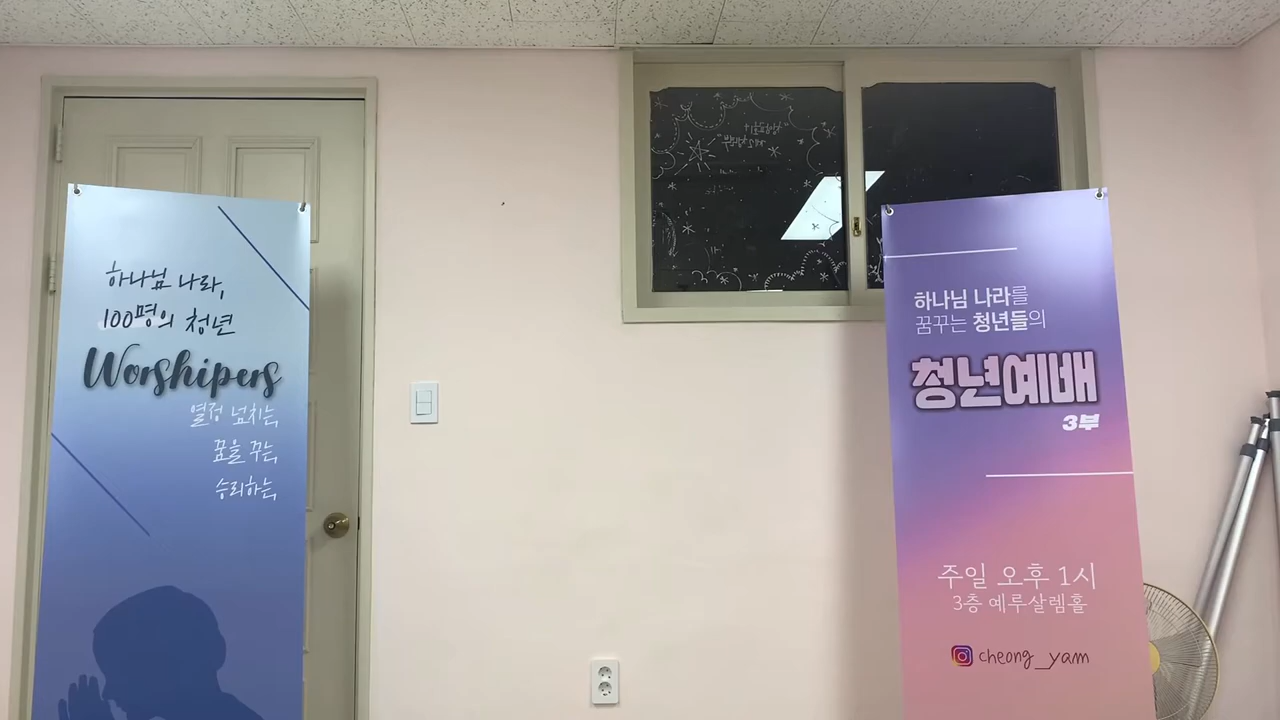 하나님 나라,
100명의 청년
Worshipers
열정 넘치는,
꿈을 꾸는,
승리하는,
하나님 나라를
꿈꾸는 청년들의
청년예배
3부
주일 오후 1시
3층 예루살렘홀
cheong_yam